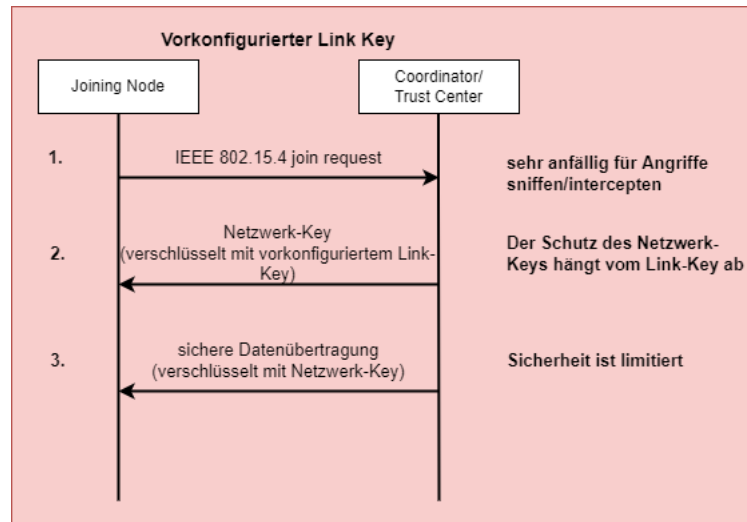 Vorkonfigurierter Link Key
Joining Node
Coordinator/
Trust Center
1.
IEEE 802.15.4 join request
sehr anfällig für Angriffe
sniffen/intercepten
2.
Netzwerk-Key
(verschlüsselt mit vorkonfiguriertem Link-
Key)
Der Schutz des Netzwerk-
Keys hängt vom Link-Key ab
3.
sichere Datenübertragung
(verschlüsselt mit Netzwerk-Key)
Sicherheit ist limitiert